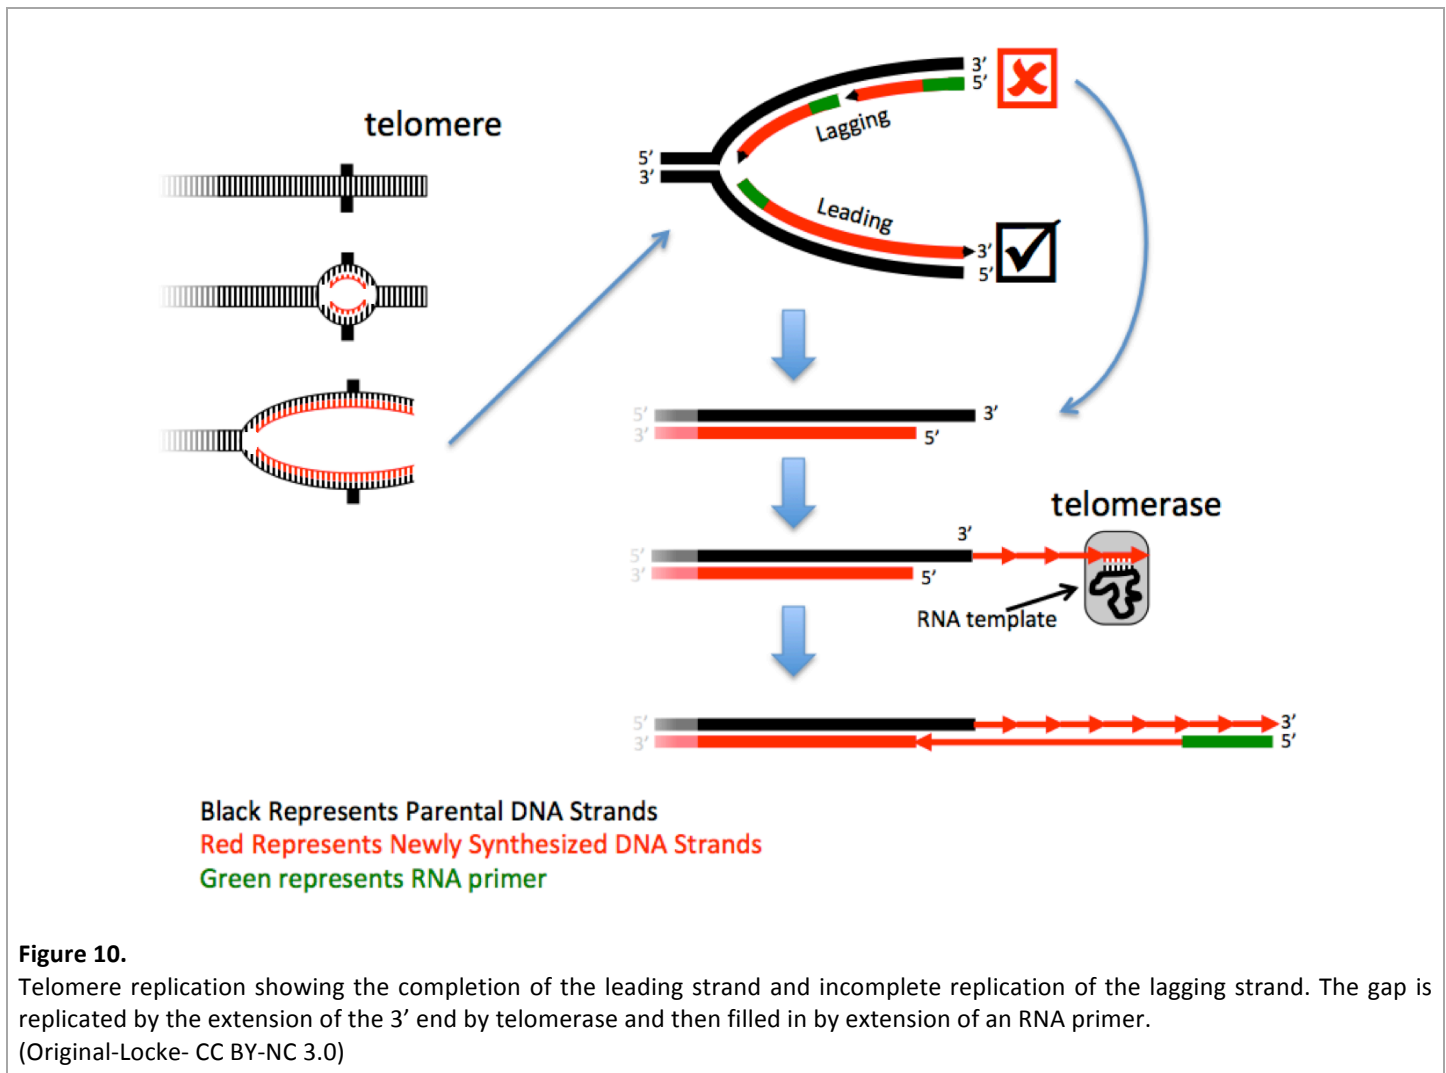 telomere
3’
5’
Lagging
5’
3’
Leading
3’
5’
5’
3’
3’
5’
telomerase
3’
5’
3’
5’
RNA template
5’
3’
3’
5’
Black Represents Parental DNA Strands
Red Represents Newly Synthesized DNA Strands
Green represents RNA primer
Figure 10.
Telomere replication showing the completion of the leading strand and incomplete replication of the lagging strand. The gap is
replicated by the extension of the 3’ end by telomerase and then filled in by extension of an RNA primer.
(Original-Locke- CC BY-NC 3.0)